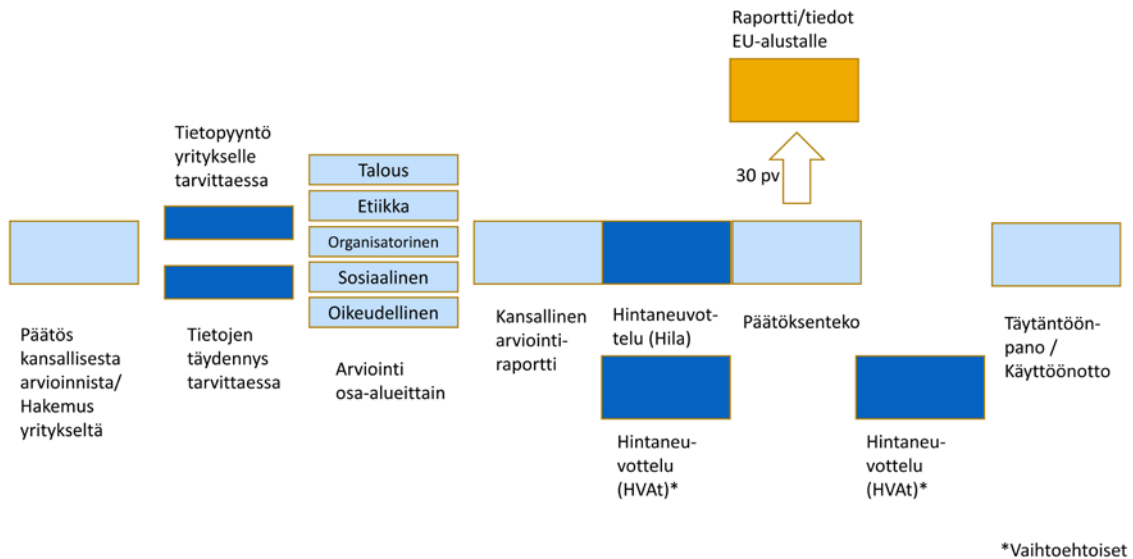 Raportti/tiedot
EU-alustalle
30 pv
Tietopyyntö
yritykselle
tarvittaessa
Talous
Etiikka
Organisatorinen
Sosiaalinen
Oikeudellinen
Päätös
kansallisesta
arvioinnista/
Hakemus
yritykseltä
Tietojen
täydennys
tarvittaessa
Arviointi
osa-alueittain
Kansallinen
arviointi-
raportti
Hintaneuvot-
telu (Hila)
Päätöksenteko
Täytäntöön-
pano /
Käyttöönotto
Hintaneu-
vottelu
(HVAt)*
Hintaneu-
vottelu
(HVAt)*
*Vaihtoehtoiset